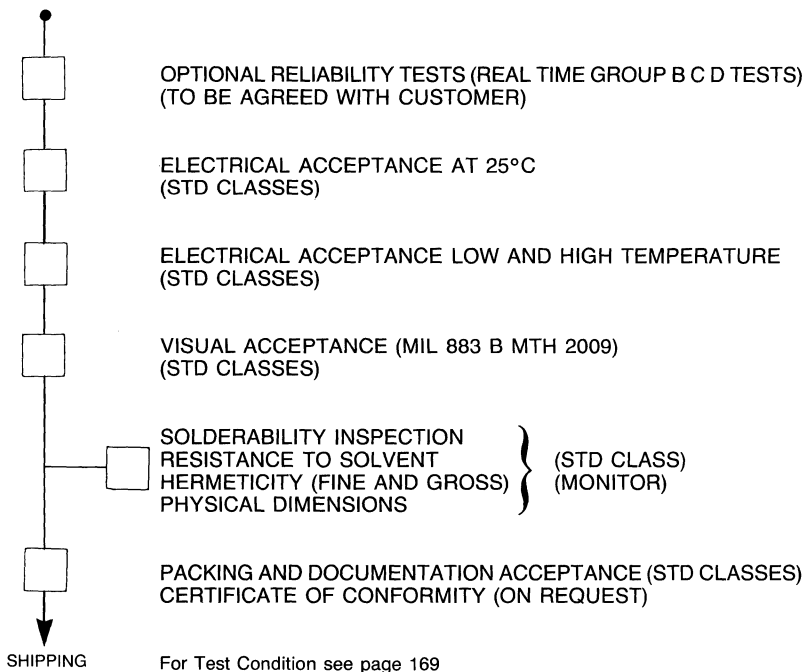 OPTIONAL RELIABILITY TESTS (REAL TIME GROUP B C D TESTS)
(TO BE AGREED WITH CUSTOMER)
ELECTRICAL ACCEPTANCE AT 25°C
(STD CLASSES)
ELECTRICAL ACCEPTANCE LOW AND HIGH TEMPERATURE
(STD CLASSES)
VISUAL ACCEPTANCE (MIL 883 B MTH 2009)
(STD CLASSES)
SOLDERABILITY INSPECTION
RESISTANCE TO SOLVENT
HERMETICITY (FINE AND GROSS)
PHYSICAL DIMENSIONS
(STD CLASS)
(MONITOR)
PACKING AND DOCUMENTATION ACCEPTANCE (STD CLASSES)
CERTIFICATE OF CONFORMITY (ON REQUEST)
SHIPPING
For Test Condition see page 169